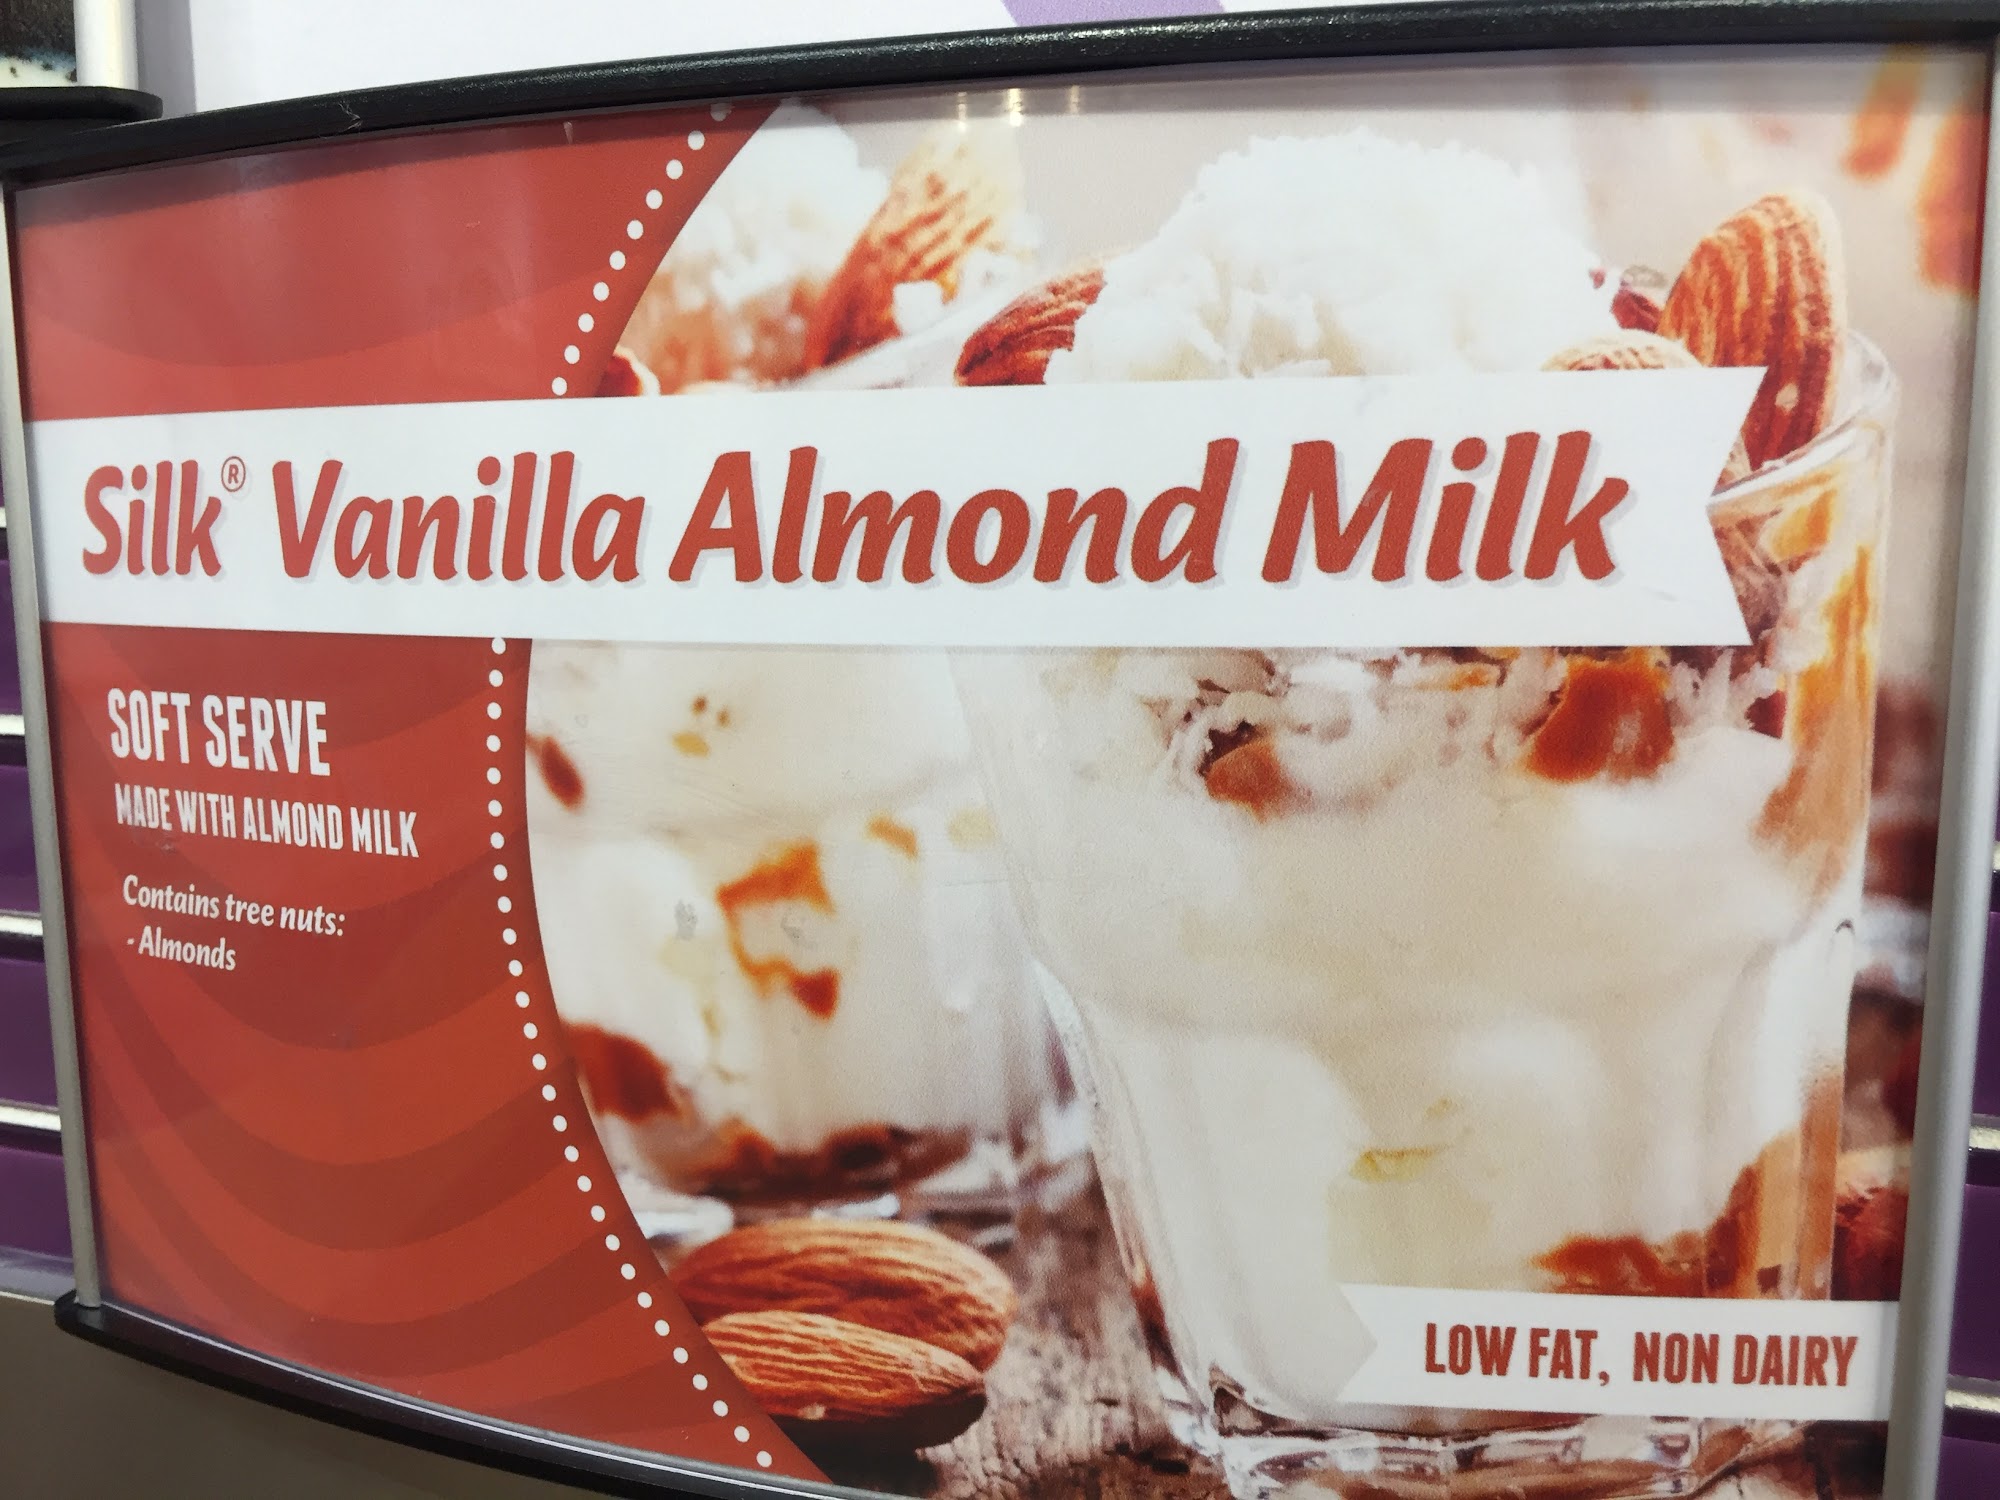 Silk® Vanilla Almond Milk
SOFT SERVE
MADE WITH ALMOND MILK
Contains tree nuts:
- Almonds
LOW FAT, NON DAIRY